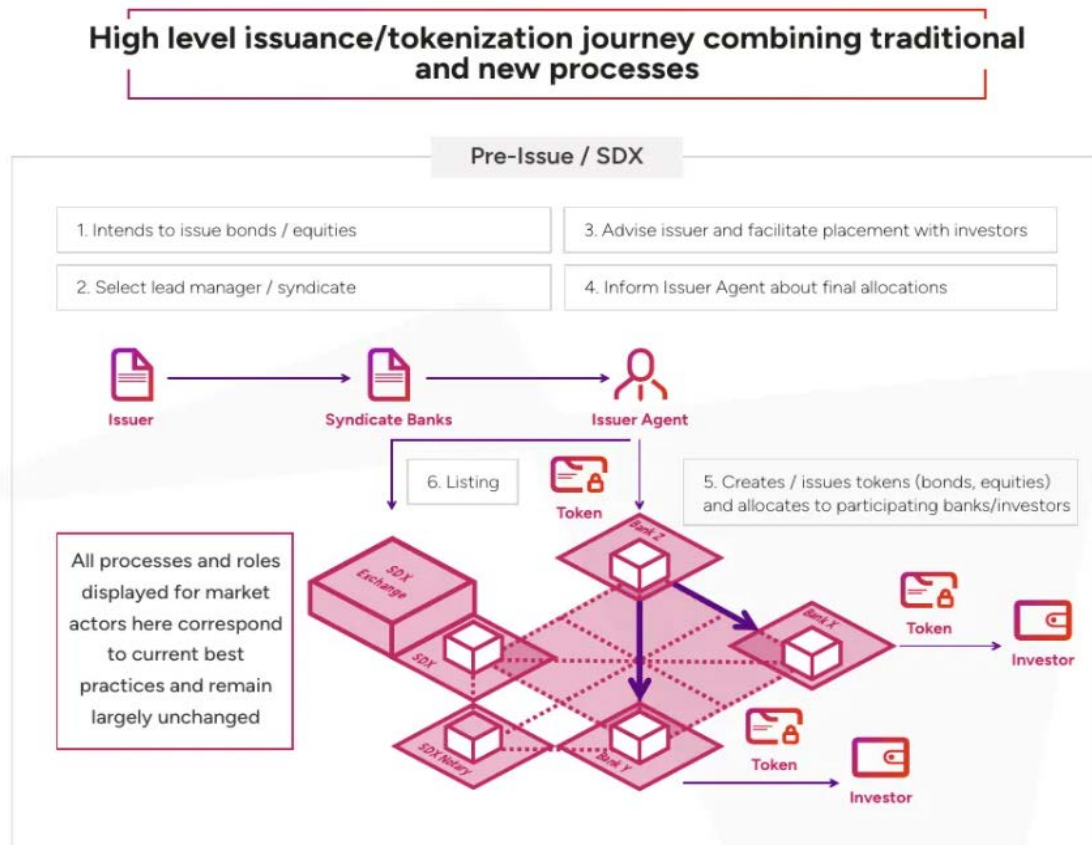 High level issuance/tokenization journey combining traditional
and new processes
Pre-Issue / SDX
1. Intends to issue bonds / equities
3. Advise issuer and facilitate placement with investors
2. Select lead manager / syndicate
4. Inform Issuer Agent about final allocations
Issuer
Syndicate Banks
Issuer Agent
6. Listing
Token
5. Creates / issues tokens (bonds, equities)
and allocates to participating banks/investors
All processes and roles
displayed for market
actors here correspond
to current best
practices and remain
largely unchanged
SDX
Exchange
Bank Z
Bank X
Token
Investor
SDX
SDX Notary
Bank Y
Token
Investor